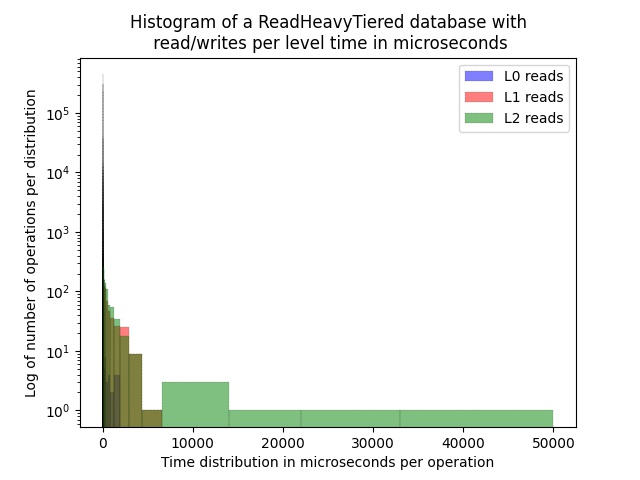 Histogram of a ReadHeavyTiered database with
read/writes per level time in microseconds
L0 reads
L1 reads
L2 reads
Log of number of operations per distribution
10⁵
10⁴
10³
10²
10¹
10⁰
0 10000 20000 30000 40000 50000
Time distribution in microseconds per operation